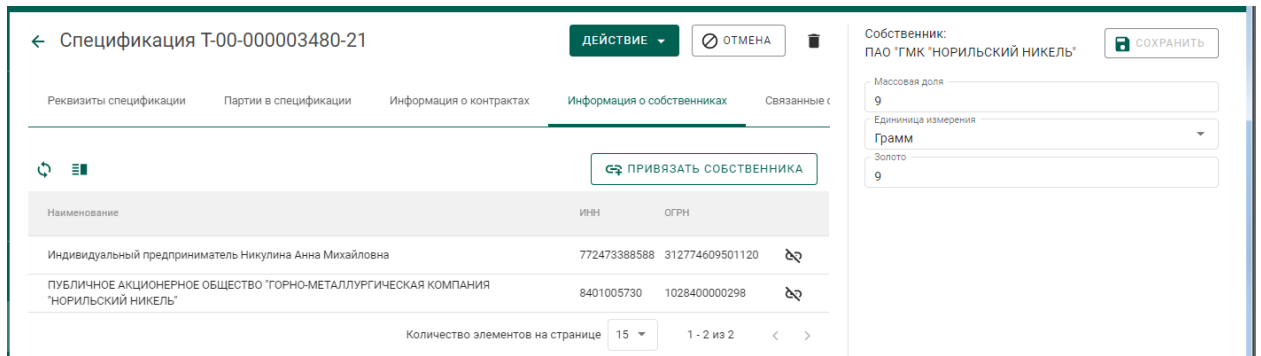 Спецификация Т-00-000003480-21
ДЕЙСТВИЕ
ОТМЕНА
Реквизиты спецификации
Партии в спецификации
Информация о контрактах
Информация о собственниках
Связанные с
ПРИВЯЗАТЬ СОБСТВЕННИКА
Наименование ИНН ОГРН
Индивидуальный предприниматель Никулина Анна Михайловна 772473388588 312774609501120
ПУБЛИЧНОЕ АКЦИОНЕРНОЕ ОБЩЕСТВО "ГОРНО-МЕТАЛЛУРГИЧЕСКАЯ КОМПАНИЯ
"НОРИЛЬСКИЙ НИКЕЛЬ" 8401005730 1028400000298
Количество элементов на странице 15 1 - 2 из 2
Собственник:
ПАО "ГМК "НОРИЛЬСКИЙ НИКЕЛЬ"
СОХРАНИТЬ
Массовая доля
9
Едининица измерения
Грамм
Золото
9